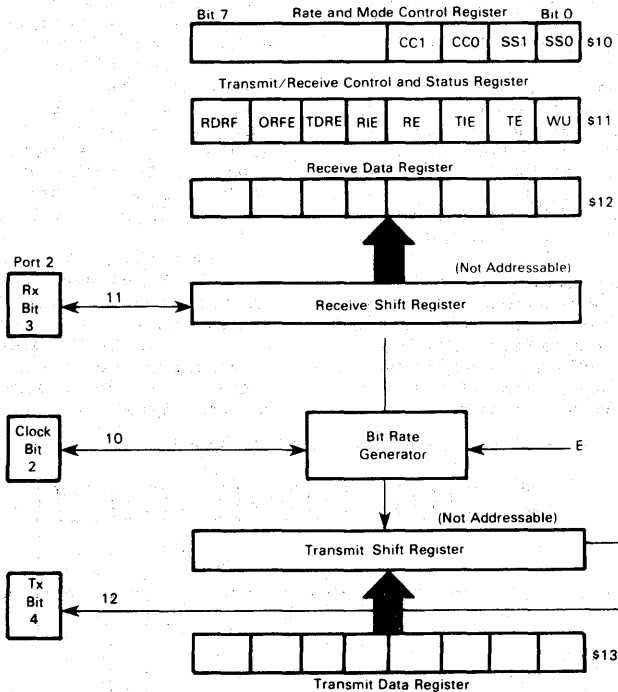 Bit 7 Rate and Mode Control Register Bit 0
CC1 CC0 SS1 SS0 $10
Transmit/Receive Control and Status Register
RDRF ORFE TDRE RIE RE TIE TE WU $11
Receive Data Register
$12
Port 2
(Not Addressable)
Rx
Bit
3
11
Receive Shift Register
Clock
Bit
2
10
Bit Rate
Generator
E
(Not Addressable)
Transmit Shift Register
Tx
Bit
4
12
$13
Transmit Data Register